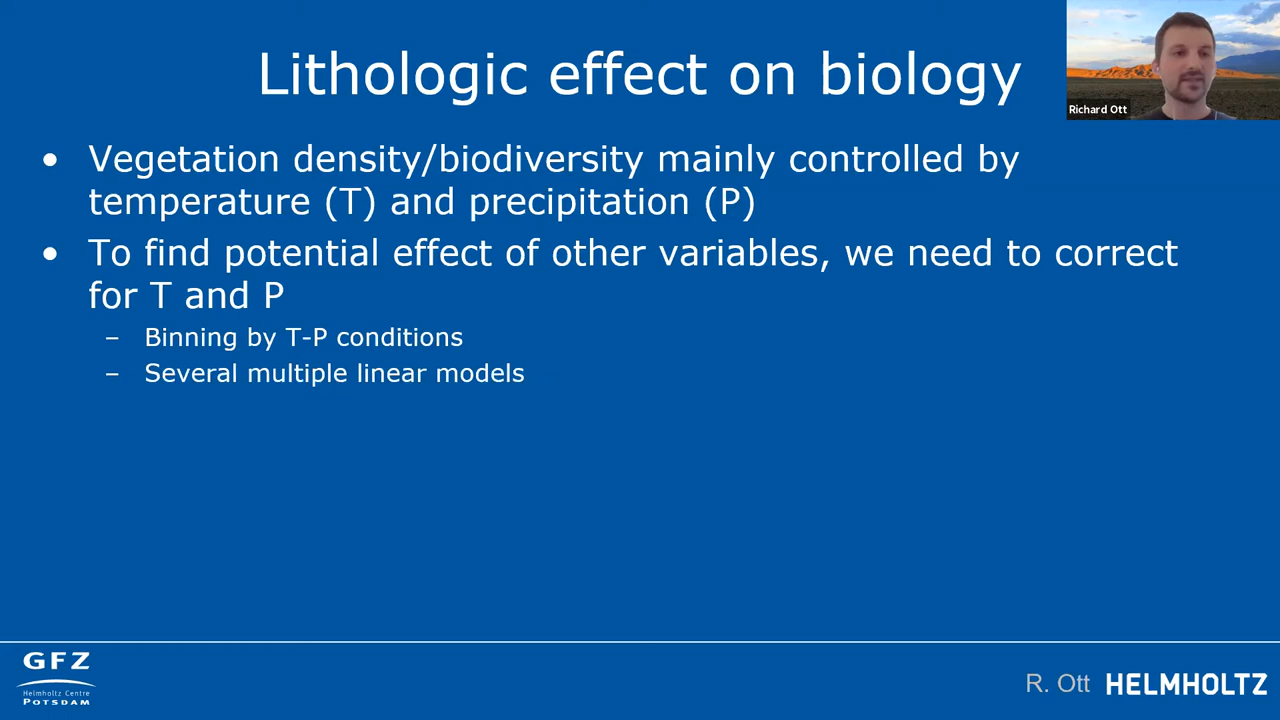 Lithologic effect on biology
Richard Ott
• Vegetation density/biodiversity mainly controlled by
temperature (T) and precipitation (P)
• To find potential effect of other variables, we need to correct
for T and P
– Binning by T-P conditions
– Several multiple linear models
GFZ
Helmholtz Centre
POTSDAM
R. Ott
HELMHOLTZ